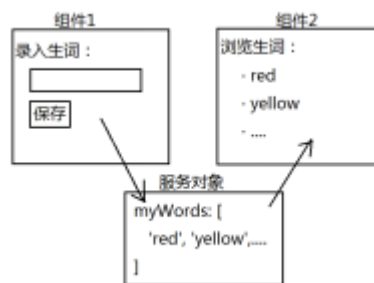 组件1
录入生词：
保存
组件2
浏览生词：
· red
· yellow
· ....
服务对象
myWords: [
'red', 'yellow',....
]